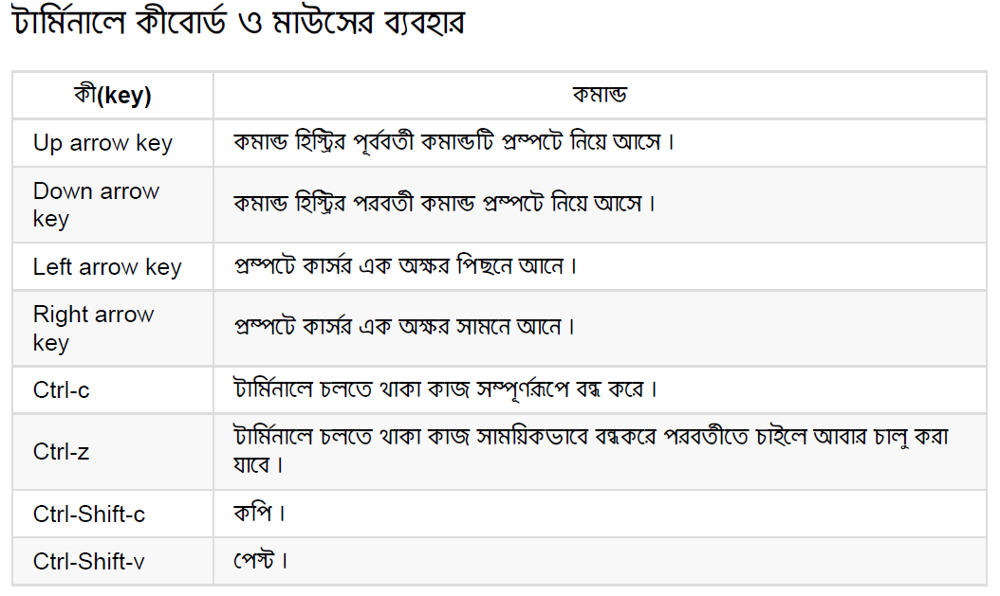 টার্মিনালে কীবোর্ড ও মাউসের ব্যবহার
কী(key) কমান্ড
Up arrow key কমান্ড হিস্ট্রির পূর্ববর্তী কমান্ডটি প্রম্পটে নিয়ে আসে।
Down arrow
key
কমান্ড হিস্ট্রির পরবর্তী কমান্ড প্রম্পটে নিয়ে আসে।
Left arrow key প্রম্পটে কার্সর এক অক্ষর পিছনে আনে।
Right arrow
key
প্রম্পটে কার্সর এক অক্ষর সামনে আনে।
Ctrl-c টার্মিনালে চলতে থাকা কাজ সম্পূর্ণরূপে বন্ধ করে।
Ctrl-z
টার্মিনালে চলতে থাকা কাজ সাময়িকভাবে বন্ধকরে পরবর্তীতে চাইলে আবার চালু করা
যাবে।
Ctrl-Shift-c কপি।
Ctrl-Shift-v পেস্ট।